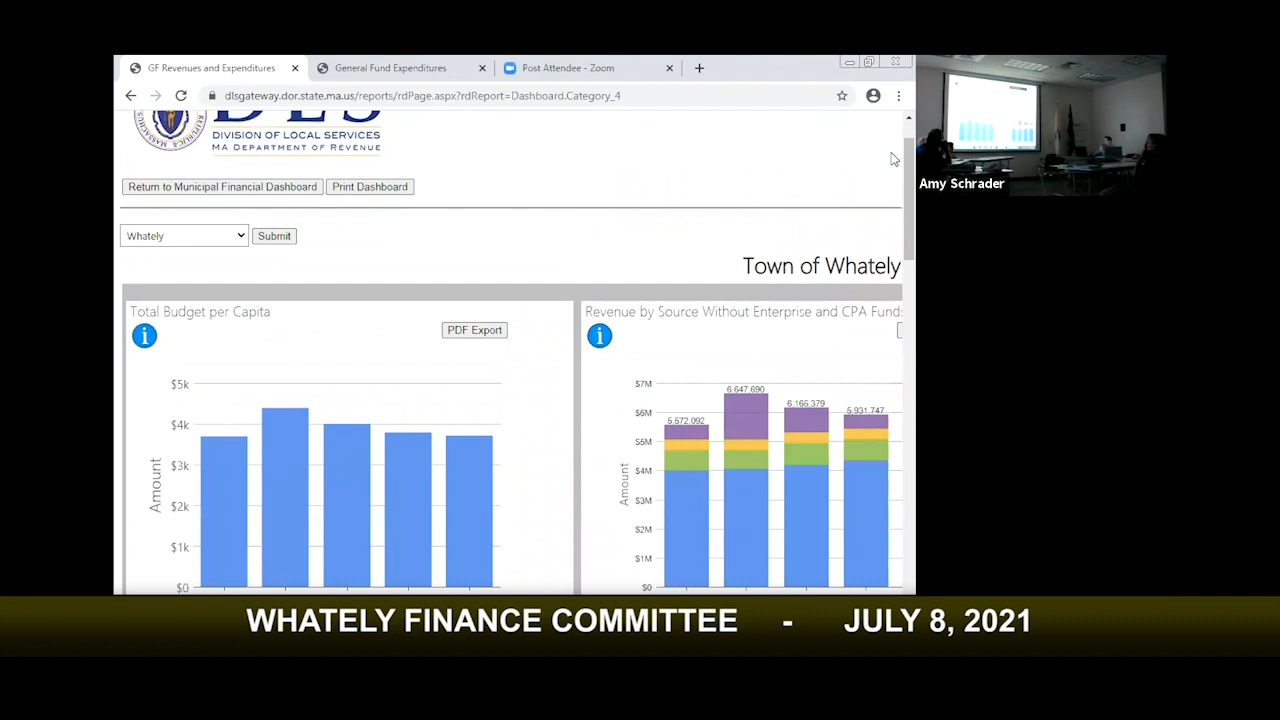 GF Revenues and Expenditures
General Fund Expenditures
Post Attendee - Zoom
dlsgateway.dor.state.ma.us/reports/rdPage.aspx?rdReport=Dashboard.Category_4
DLS
DIVISION OF LOCAL SERVICES
MA DEPARTMENT OF REVENUE
Return to Municipal Financial Dashboard
Print Dashboard
Amy Schrader
Whately
Submit
Town of Whately
Total Budget per Capita
PDF Export
Revenue by Source Without Enterprise and CPA Funds
$5k
$4k
$3k
$2k
$1k
$0
Amount
$7M
$6M
$5M
$4M
$3M
$2M
$1M
$0
Amount
5,572,092
6,647,690
6,165,379
5,931,747
WHATELY FINANCE COMMITTEE - JULY 8, 2021